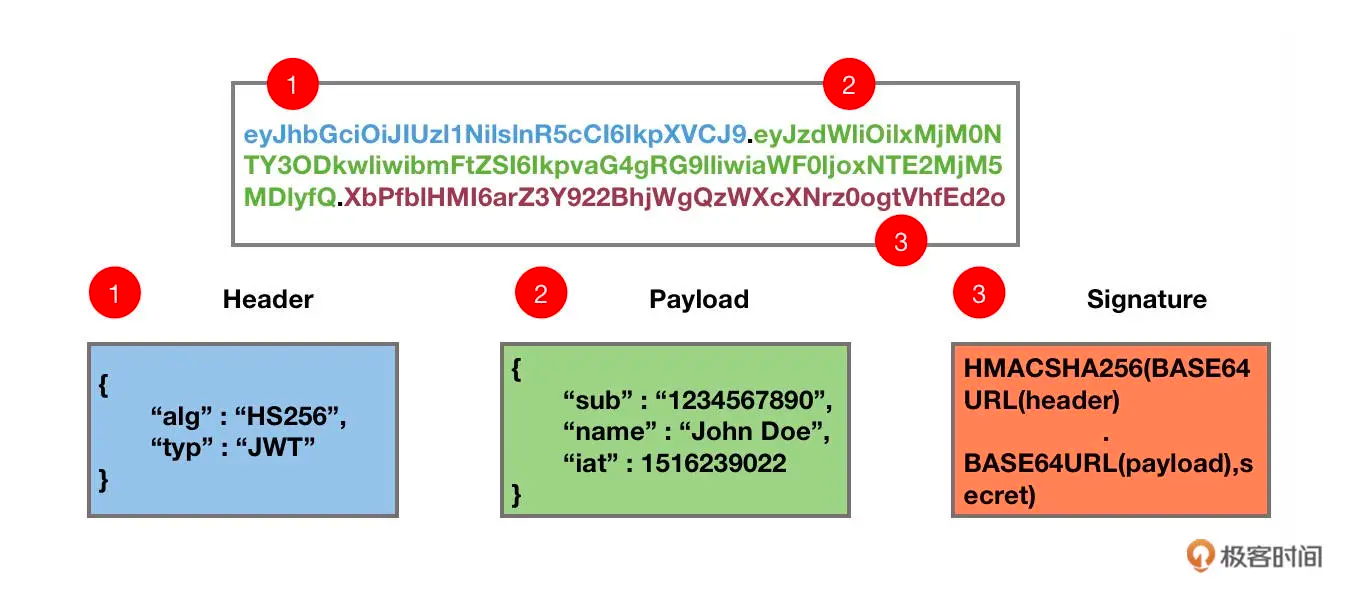 1
2
eyJhbGciOiJIUzI1NiIsInR5cCI6IkpXVCJ9.eyJzdWIiOiIxMjM0N
TY3ODkwIiwibmFtZSI6IkpvaG4gRG9lIiwiaWF0IjoxNTE2MjM5
MDIyfQ.XbPfbIHMI6arZ3Y922BhjWgQzWXcXNrz0ogtVhfEd2o
3
1
Header
2
Payload
3
Signature
{
“alg” : “HS256”,
“typ” : “JWT”
}
{
“sub” : “1234567890”,
“name” : “John Doe”,
“iat” : 1516239022
}
HMACSHA256(BASE64
URL(header)
.
BASE64URL(payload),s
ecret)
极客时间